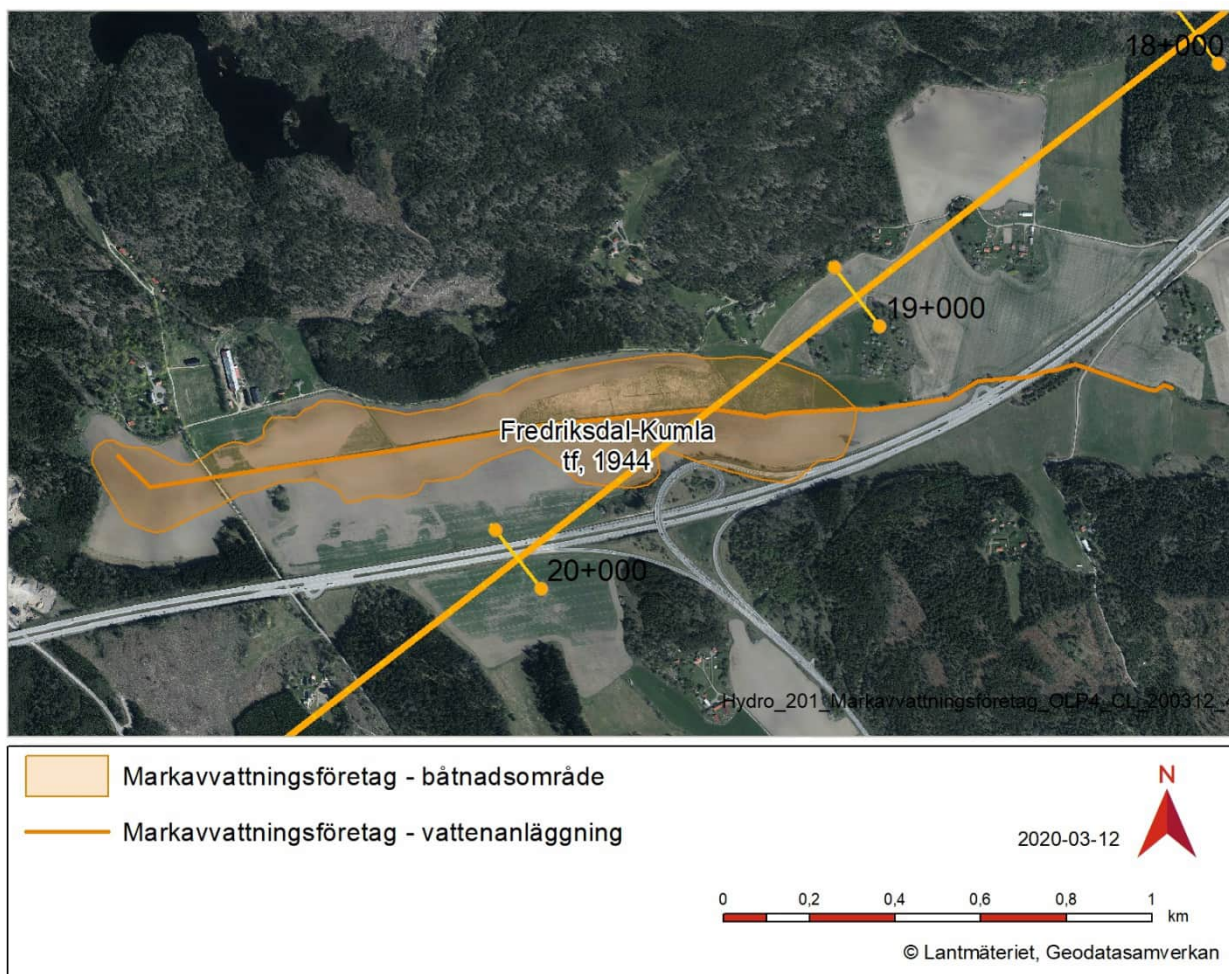 18+000
19+000
Fredriksdal-Kumla
tf, 1944
20+000
Hydro_201_Markavvattningsföretag_OLP4_CL_200312_
Markavvattningsföretag - båtnadsområde
Markavvattningsföretag - vattenanläggning
N
2020-03-12
0 0,2 0,4 0,6 0,8 1
km
© Lantmäteriet, Geodatasamverkan